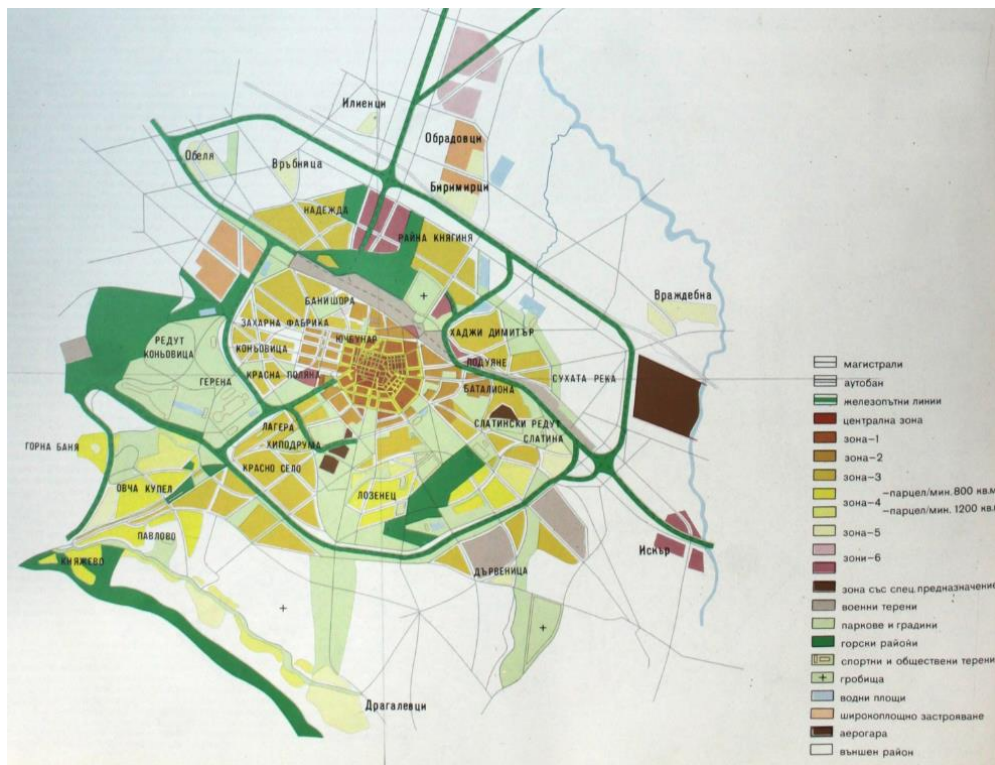 Илиенци
Обрадовци
Обеля
Връбница
Биримирци
НАДЕЖДА
РАЙНА КНЯГИНЯ
Враждебна
БАНИШОРА
ЗАХАРНА ФАБРИКА
ХАДЖИ ДИМИТЪР
РЕДУТ
КОНЬОВИЦА
ЮЧБУНАР
КОНЬОВИЦА
ПОДУЯНЕ
ГЕРЕНА
КРАСНА ПОЛЯНА
СУХАТА РЕКА
БАТАЛИОНА
ЛАГЕРА
СЛАТИНСКИ РЕДУТ
СЛАТИНА
ГОРНА БАНЯ
ХИПОДРУМА
КРАСНО СЕЛО
ОВЧА КУПЕЛ
ЛОЗЕНЕЦ
ПАВЛОВО
Искър
КНЯЖЕВО
ДЪРВЕНИЦА
Драгалевци
магистрали
аутобан
железопътни линии
централна зона
зона-1
зона-2
зона-3
зона-4 -парцел/мин. 800 кв.м
-парцел/мин. 1200 кв.м
зона-5
зони-6
зона със спец. предназначение
военни терени
паркове и градини
горски райойи
спортни и обществени терени
гробища
водни площи
широкоплощно застрояване
аерогара
външен район